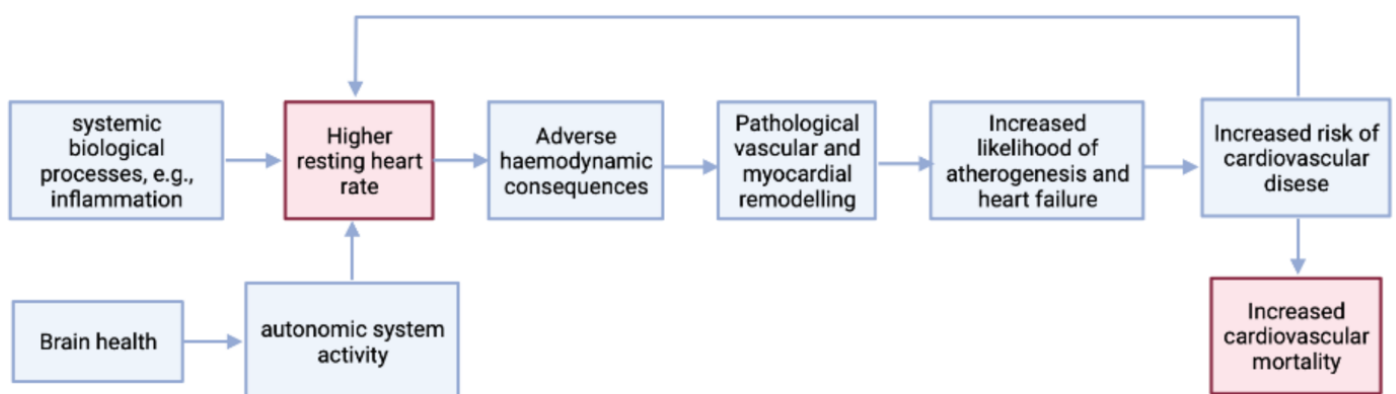 systemic
biological
processes, e.g.,
inflammation
Higher
resting heart
rate
Adverse
haemodynamic
consequences
Pathological
vascular and
myocardial
remodelling
Increased
likelihood of
atherogenesis and
heart failure
Increased risk of
cardiovascular
disese
Brain health
autonomic system
activity
Increased
cardiovascular
mortality